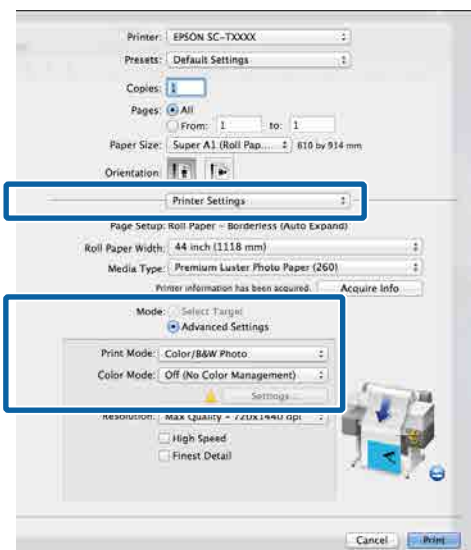 Printer: EPSON SC-TXXXX
Presets: Default Settings
Copies: 1
Pages: All
From: 1 to: 1
Paper Size: Super A1 (Roll Pap... 610 by 914 mm
Orientation:
Printer Settings
Page Setup: Roll Paper - Borderless (Auto Expand)
Roll Paper Width: 44 inch (1118 mm)
Media Type: Premium Luster Photo Paper (260)
Printer information has been acquired. Acquire Info
Mode: Select Target
Advanced Settings
Print Mode: Color/B&W Photo
Color Mode: Off (No Color Management)
Settings...
Resolution: Max Quality - 720x1440 dpi
High Speed
Finest Detail
Cancel Print